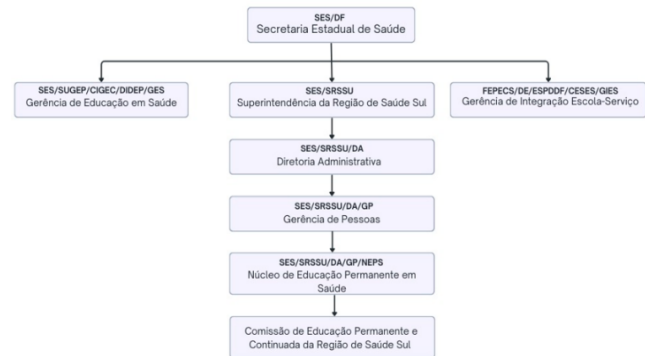 SES/DF
Secretaria Estadual de Saúde
SES/SUGEP/CIGEC/DIDEP/GES
Gerência de Educação em Saúde
SES/SRSSU
Superintendência da Região de Saúde Sul
FEPECS/DE/ESPDDF/CESES/GIES
Gerência de Integração Escola-Serviço
SES/SRSSU/DA
Diretoria Administrativa
SES/SRSSU/DA/GP
Gerência de Pessoas
SES/SRSSU/DA/GP/NEPS
Núcleo de Educação Permanente em
Saúde
Comissão de Educação Permanente e
Continuada da Região de Saúde Sul